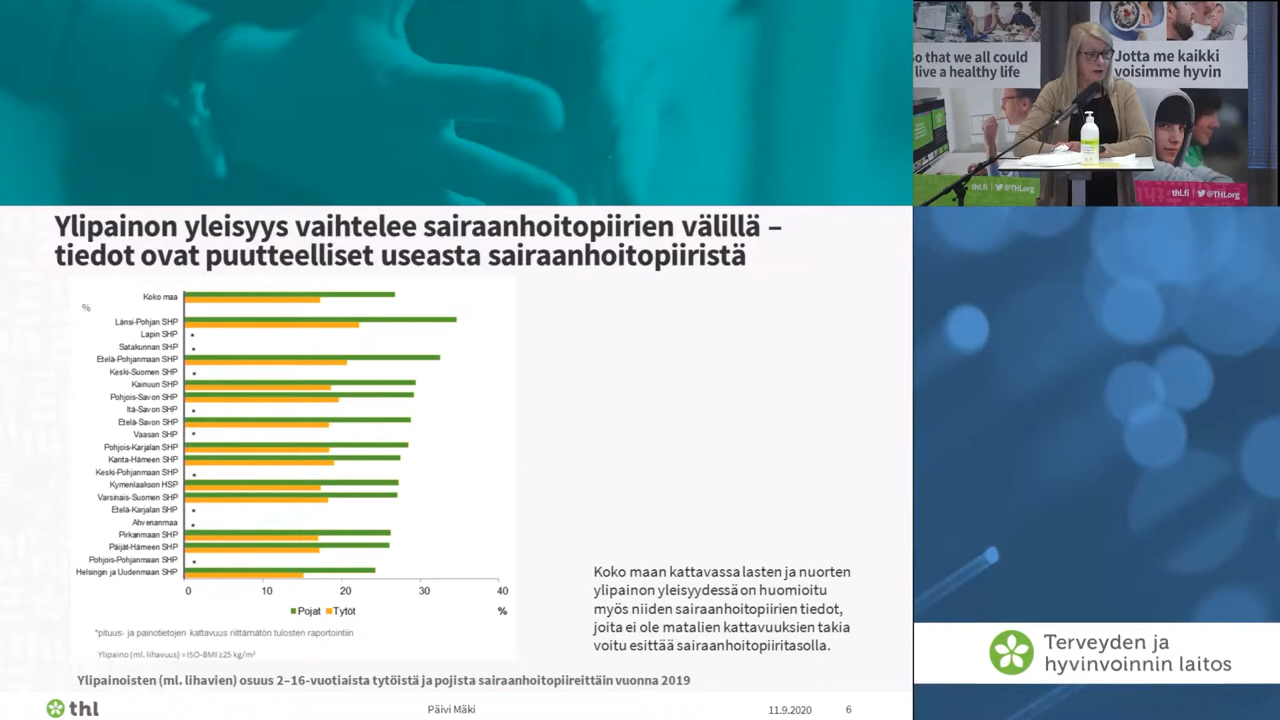 Ylipainon yleisyys vaihtelee sairaanhoitopiirien välillä –
tiedot ovat puutteelliset useasta sairaanhoitopiiristä
Koko maa
%
Länsi-Pohjan SHP
Lapin SHP *
Satakunnan SHP *
Etelä-Pohjanmaan SHP
Keski-Suomen SHP *
Kainuun SHP
Pohjois-Savon SHP
Itä-Savon SHP *
Etelä-Savon SHP
Vaasan SHP *
Pohjois-Karjalan SHP
Kanta-Hämeen SHP
Keski-Pohjanmaan SHP *
Kymenlaakson HSP
Varsinais-Suomen SHP
Etelä-Karjalan SHP *
Ahvenanmaa *
Pirkanmaan SHP
Päijät-Hämeen SHP
Pohjois-Pohjanmaan SHP *
Helsingin ja Uudenmaan SHP
0 10 20 30 40
Pojat Tytöt %
*pituus- ja painotietojen kattavuus riittämätön tulosten raportointiin
Ylipaino (ml. lihavuus) = ISO-BMI ≥25 kg/m²
Koko maan kattavassa lasten ja nuorten
ylipainon yleisyydessä on huomioitu
myös niiden sairaanhoitopiirien tiedot,
joita ei ole matalien kattavuuksien takia
voitu esittää sairaanhoitopiiritasolla.
Ylipainoisten (ml. lihavien) osuus 2–16-vuotiaista tytöistä ja pojista sairaanhoitopiireittäin vuonna 2019
thl
Päivi Mäki
11.9.2020
6
So that we all could
live a healthy life
Jotta me kaikki
voisimme hyvin
thl.fi | @THLorg
thl.fi | @THLorg
Terveyden ja
hyvinvoinnin laitos